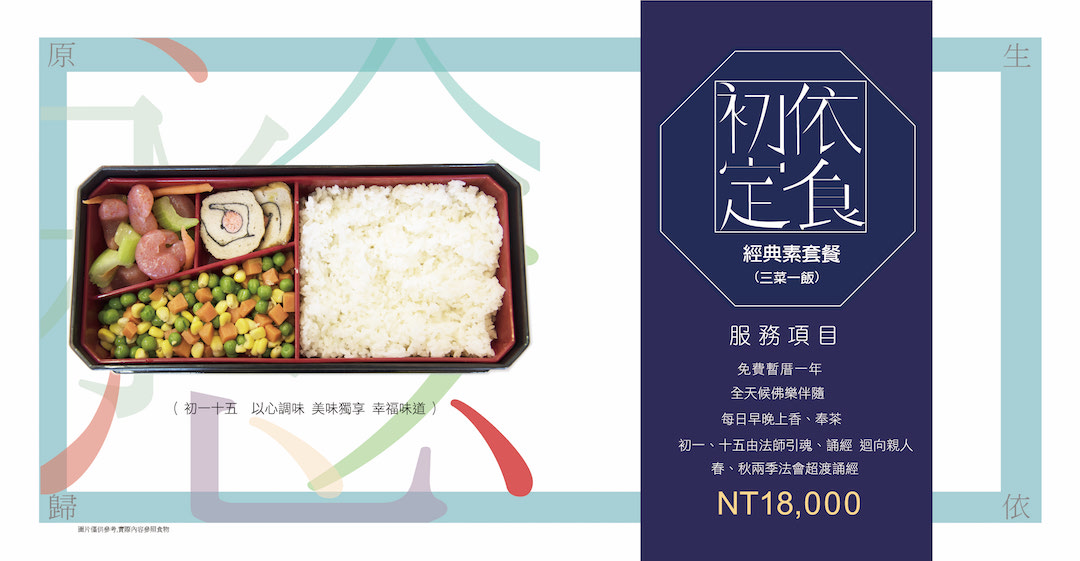 原
生
初依
定食
經典素套餐
（三菜一飯）
服務項目
免費暫厝一年
全天候佛樂伴隨
每日早晚上香、奉茶
初一、十五由法師引魂、誦經 迴向親人
春、秋兩季法會超渡誦經
NT18,000
（ 初一十五 以心調味 美味獨享 幸福味道 ）
歸
依
圖片僅供參考,實際內容參照食物